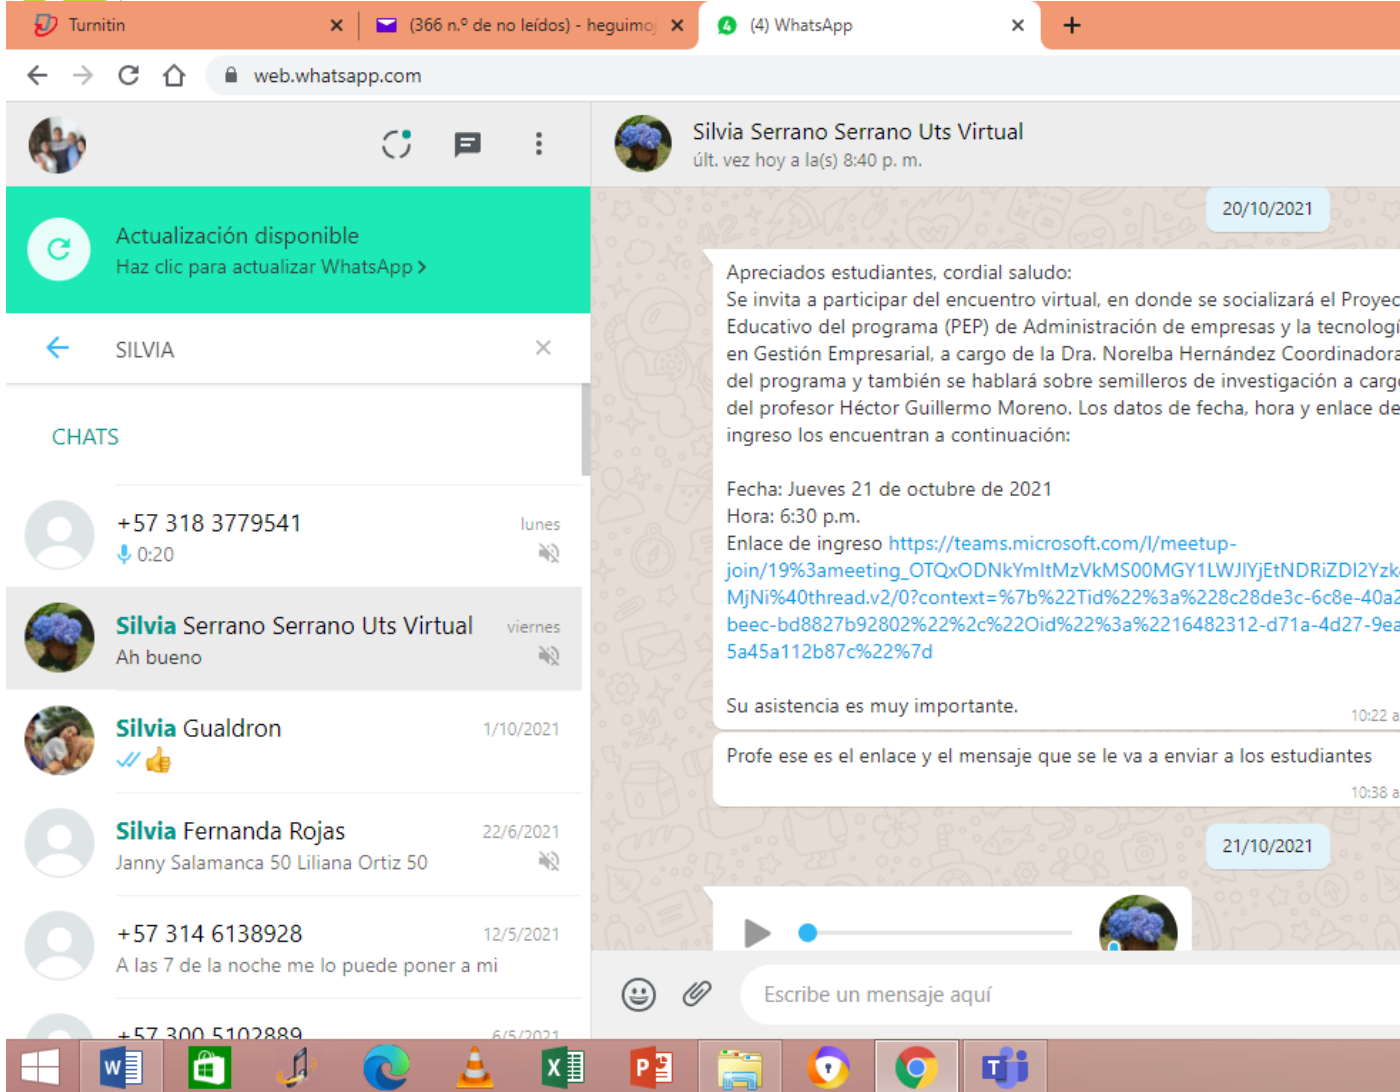 Turnitin
(366 n.º de no leídos) - heguimoj
4
(4) WhatsApp
web.whatsapp.com
Silvia Serrano Serrano Uts Virtual
últ. vez hoy a la(s) 8:40 p. m.
Actualización disponible
Haz clic para actualizar WhatsApp >
SILVIA
CHATS
+57 318 3779541
lunes
0:20
Silvia Serrano Serrano Uts Virtual
viernes
Ah bueno
Silvia Gualdron
1/10/2021
Silvia Fernanda Rojas
22/6/2021
Janny Salamanca 50 Liliana Ortiz 50
+57 314 6138928
12/5/2021
A las 7 de la noche me lo puede poner a mi
+57 300 5102889
6/5/2021
20/10/2021
Apreciados estudiantes, cordial saludo:
Se invita a participar del encuentro virtual, en donde se socializará el Proyec
Educativo del programa (PEP) de Administración de empresas y la tecnologí
en Gestión Empresarial, a cargo de la Dra. Norelba Hernández Coordinadora
del programa y también se hablará sobre semilleros de investigación a cargo
del profesor Héctor Guillermo Moreno. Los datos de fecha, hora y enlace de
ingreso los encuentran a continuación:
Fecha: Jueves 21 de octubre de 2021
Hora: 6:30 p.m.
Enlace de ingreso https://teams.microsoft.com/l/meetup-
join/19%3ameeting_OTQxODNkYmItMzVkMS00MGY1LWJlYjEtNDRiZDI2Yzk
MjNi%40thread.v2/0?context=%7b%22Tid%22%3a%228c28de3c-6c8e-40a2
beec-bd8827b92802%22%2c%22Oid%22%3a%2216482312-d71a-4d27-9ea
5a45a112b87c%22%7d
Su asistencia es muy importante.
10:22 a
Profe ese es el enlace y el mensaje que se le va a enviar a los estudiantes
10:38 a
21/10/2021
Escribe un mensaje aquí